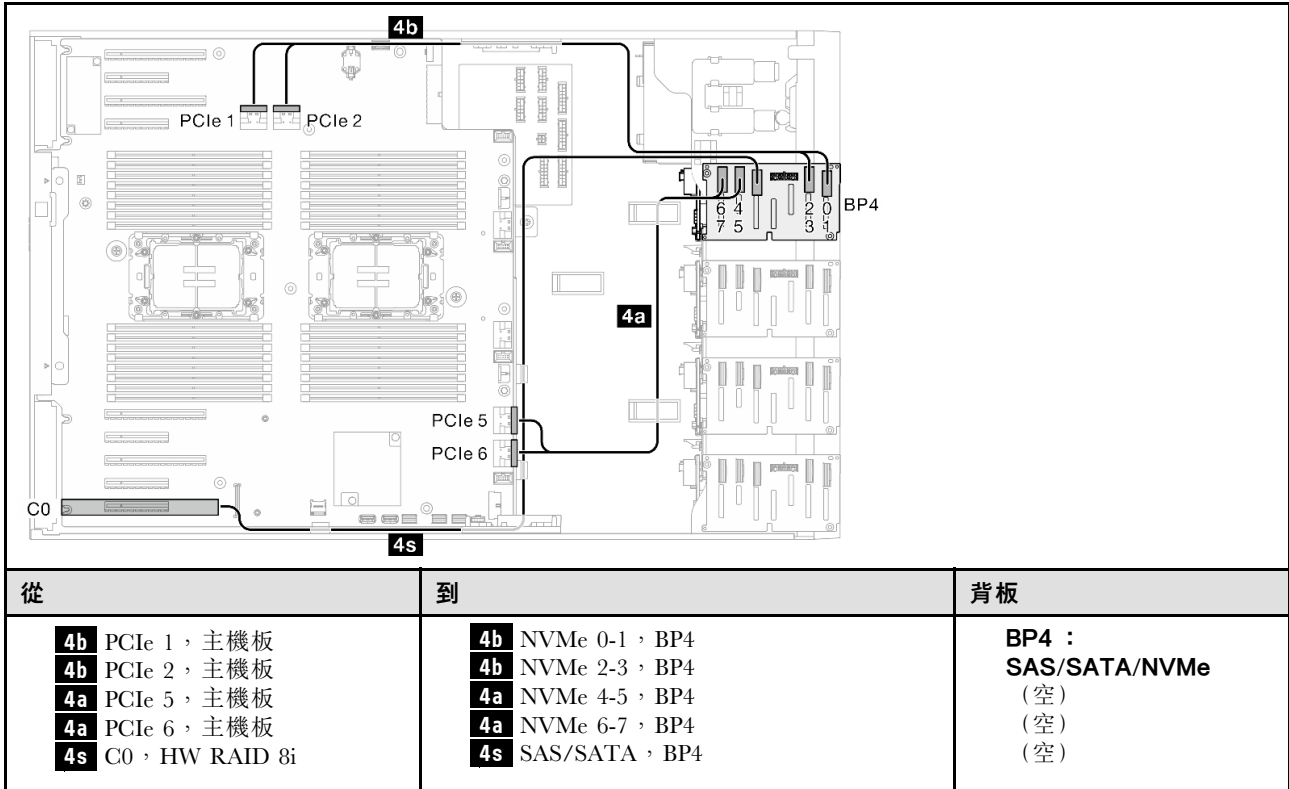 4b
PCIe 1
PCIe 2
6 4 2 0
7 5 3 1
BP4
4a
PCIe 5
PCIe 6
C0
4s
從
到
背板
4b PCIe 1，主機板
4b PCIe 2，主機板
4a PCIe 5，主機板
4a PCIe 6，主機板
4s C0，HW RAID 8i
4b NVMe 0-1，BP4
4b NVMe 2-3，BP4
4a NVMe 4-5，BP4
4a NVMe 6-7，BP4
4s SAS/SATA，BP4
BP4：
SAS/SATA/NVMe
（空）
（空）
（空）